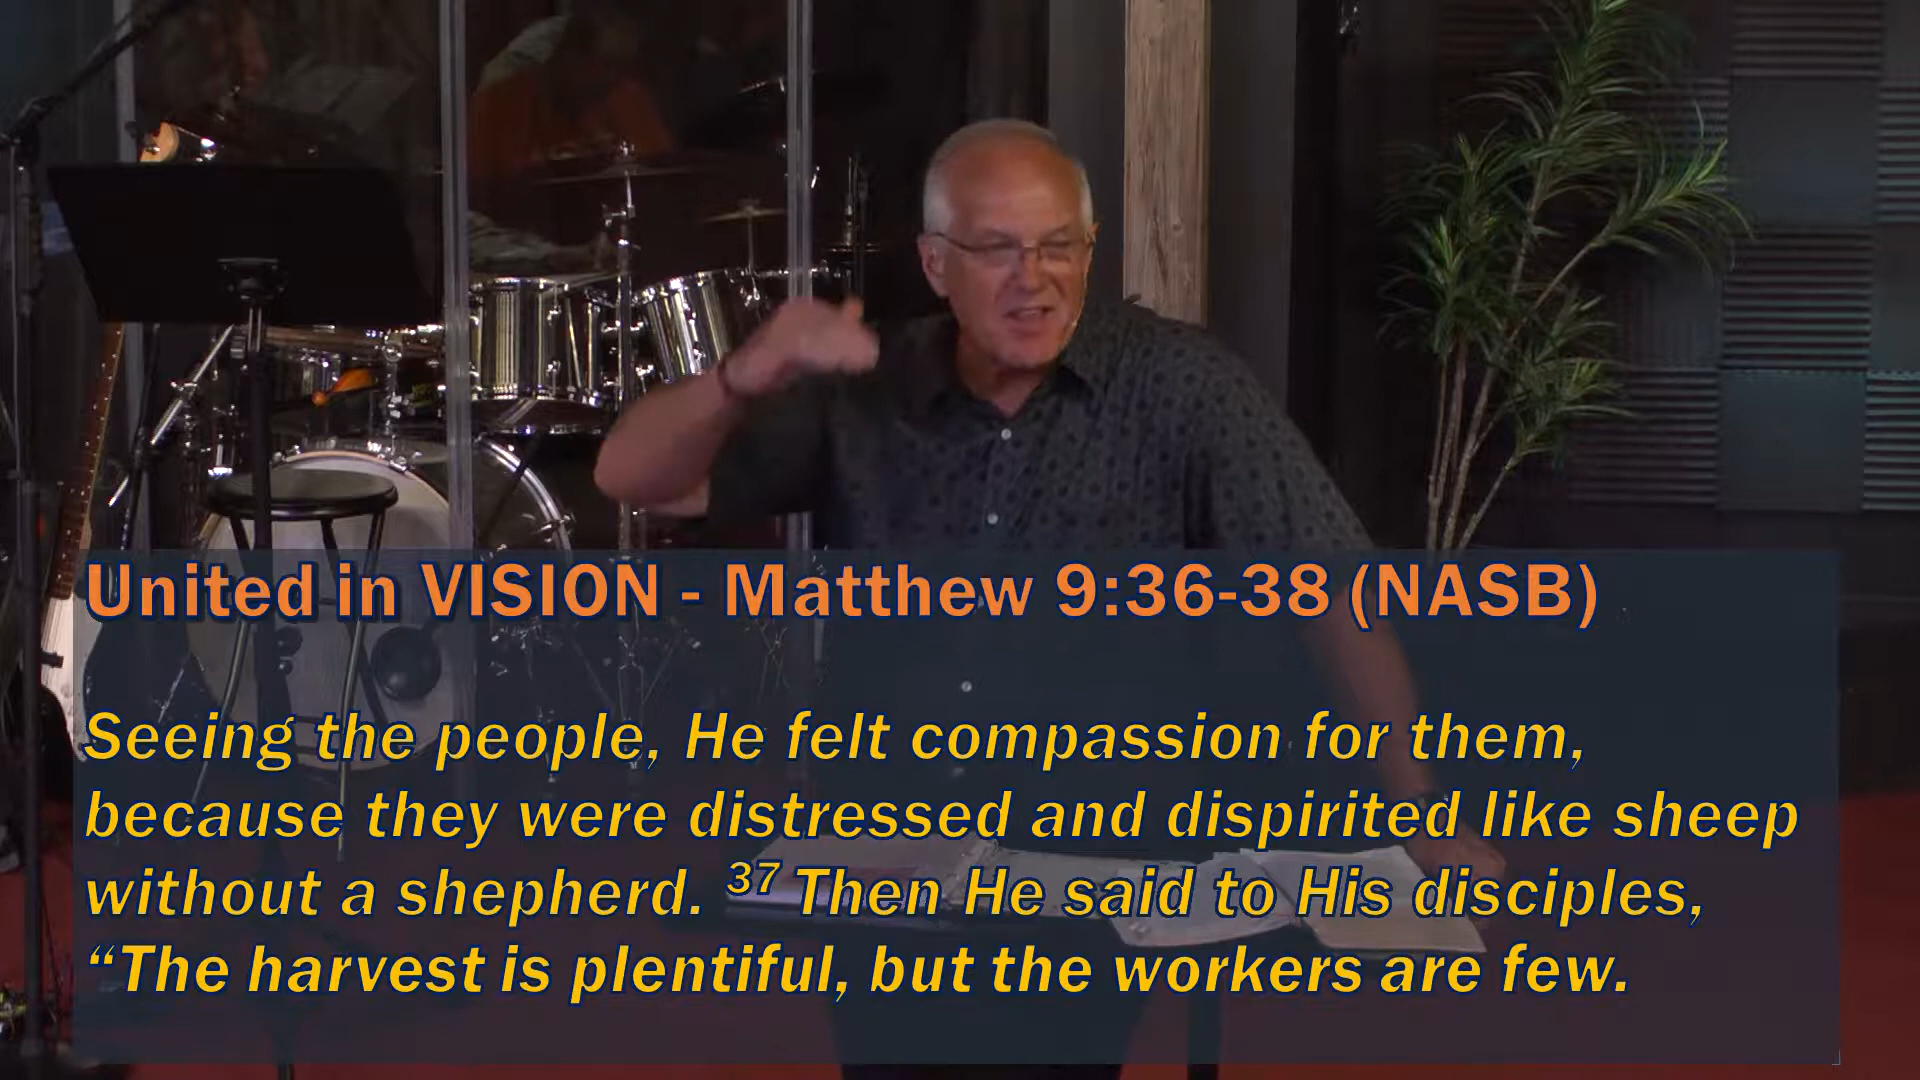 United in VISION - Matthew 9:36-38 (NASB)
Seeing the people, He felt compassion for them,
because they were distressed and dispirited like sheep
without a shepherd. ³⁷ Then He said to His disciples,
“The harvest is plentiful, but the workers are few.